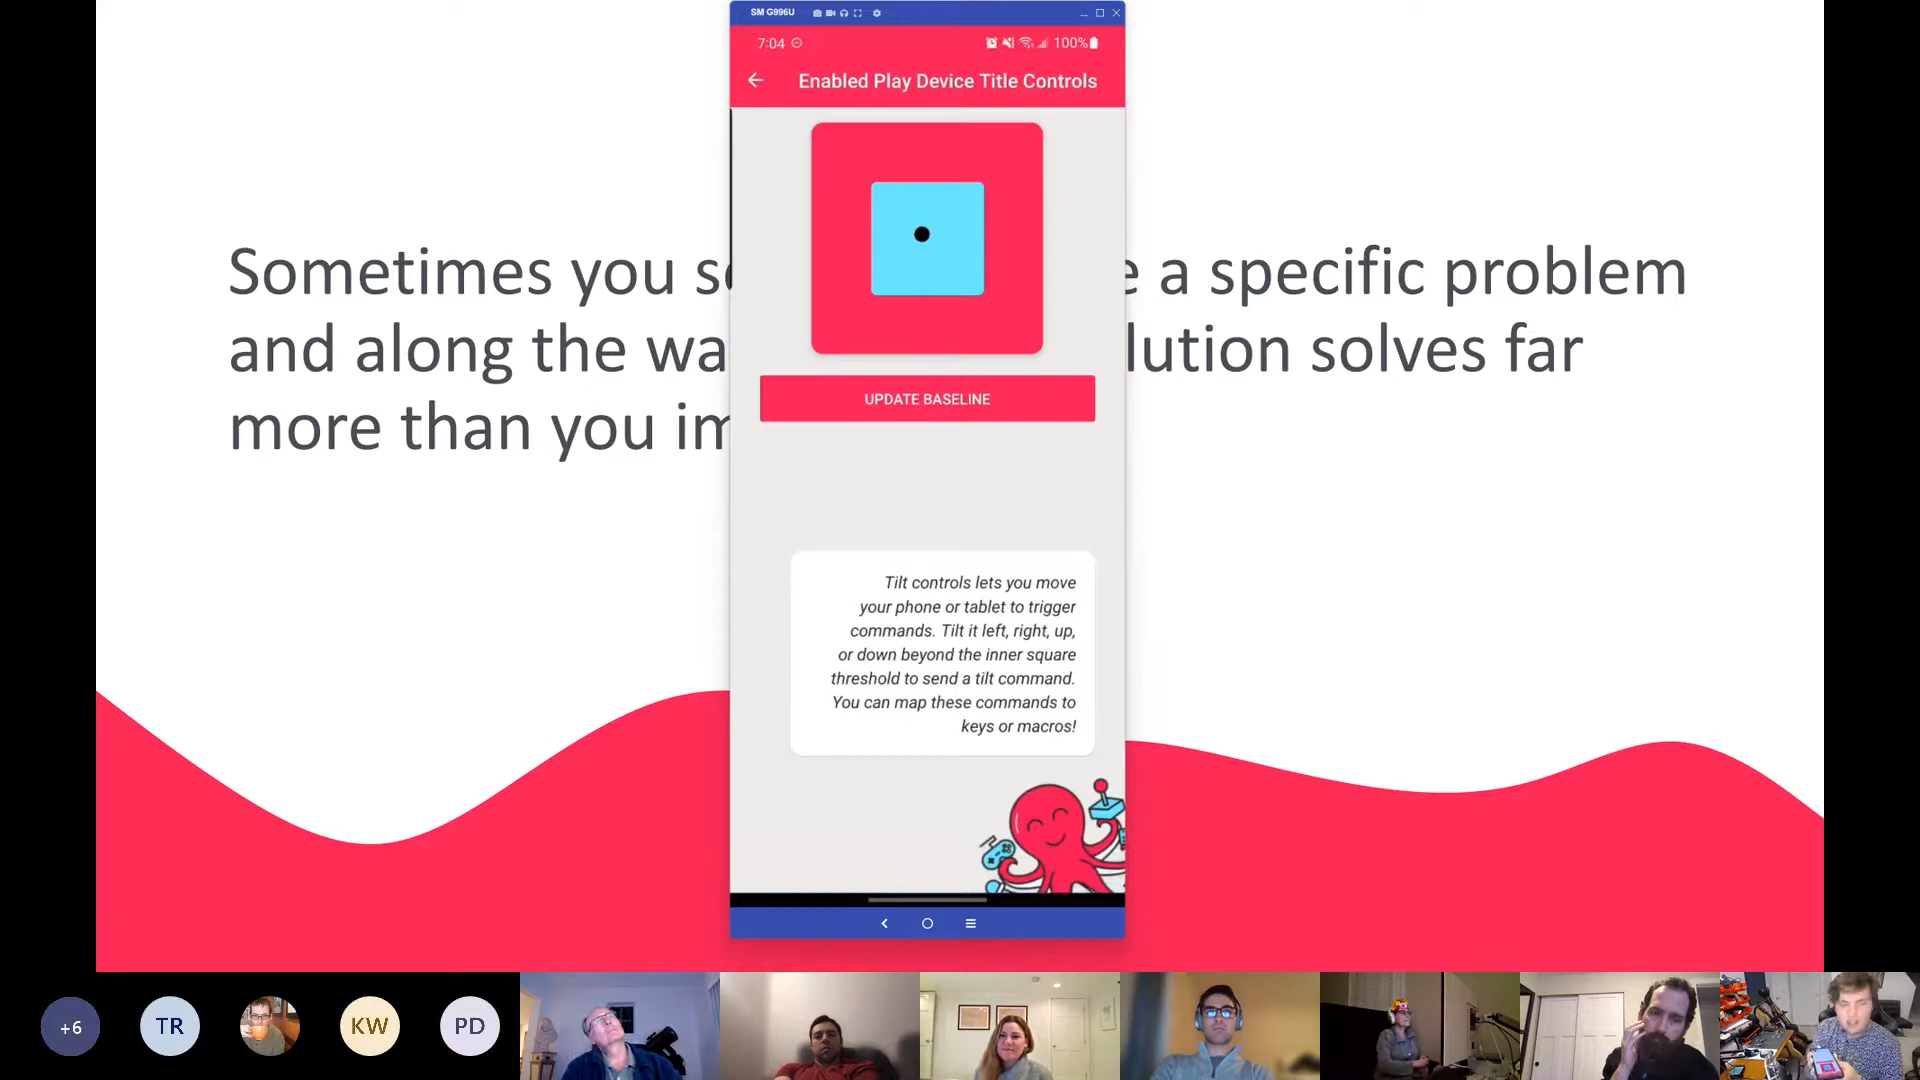 SM G996U
7:04
100%
Enabled Play Device Title Controls
Sometimes you s e a specific problem
and along the wa lution solves far
more than you im
UPDATE BASELINE
Tilt controls lets you move
your phone or tablet to trigger
commands. Tilt it left, right, up,
or down beyond the inner square
threshold to send a tilt command.
You can map these commands to
keys or macros!
+6
TR
KW
PD